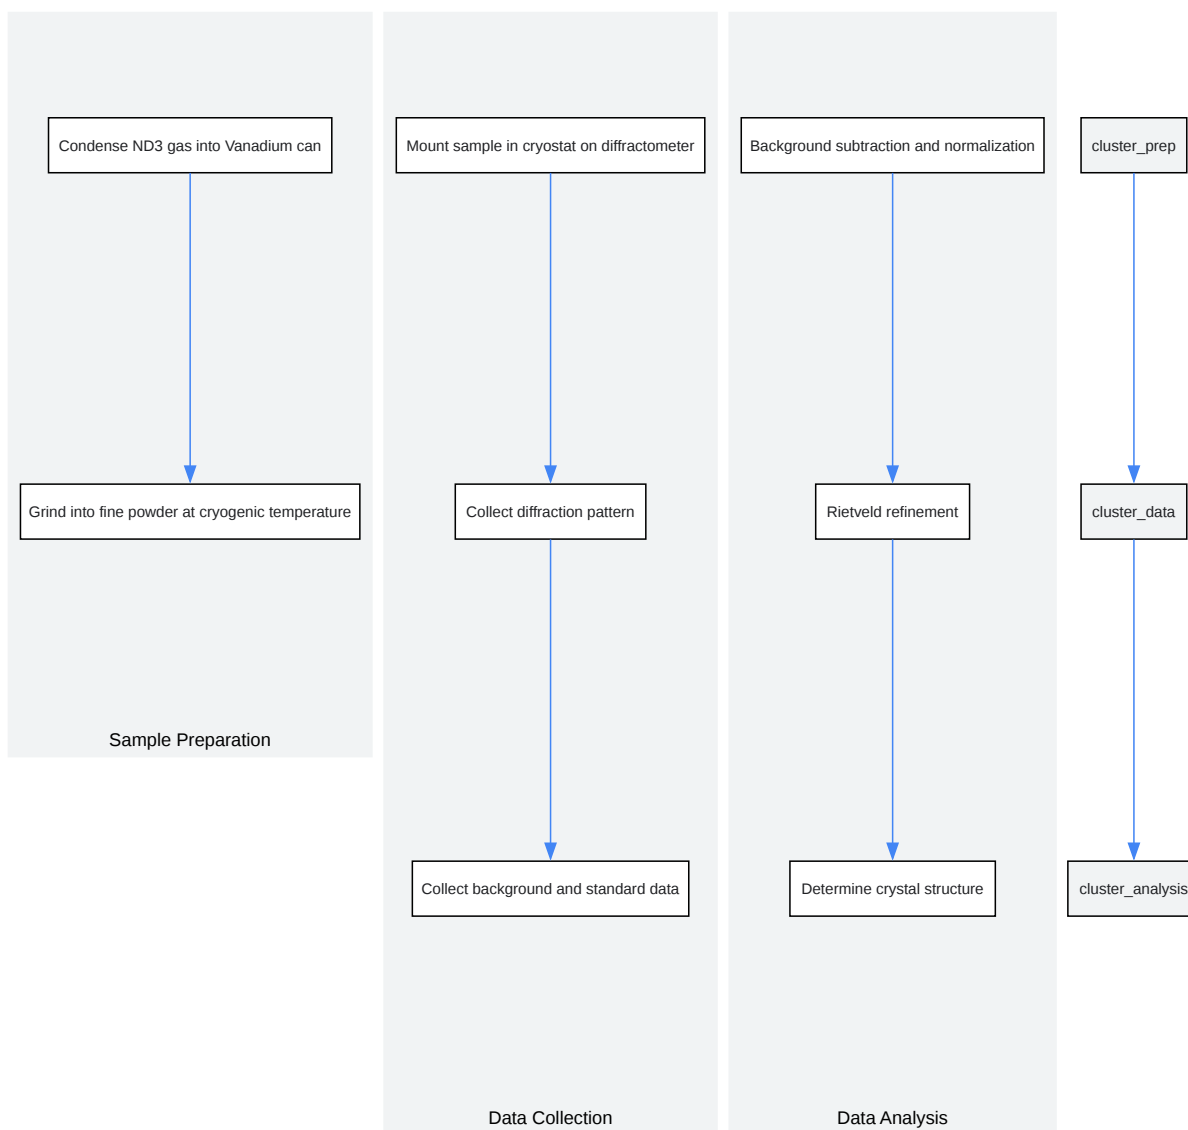 Condense ND3 gas into Vanadium can
Grind into fine powder at cryogenic temperature
Sample Preparation
Mount sample in cryostat on diffractometer
Collect diffraction pattern
Collect background and standard data
Data Collection
Background subtraction and normalization
Rietveld refinement
Determine crystal structure
Data Analysis
cluster_prep
cluster_data
cluster_analysis